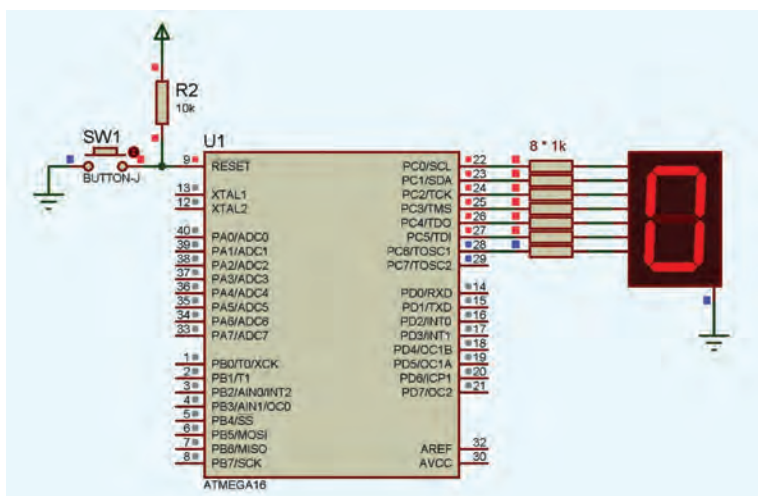 R2
10k
SW1
BUTTON-J
U1
8 * 1k
9 RESET
13 XTAL1
12 XTAL2
40 PA0/ADC0
39 PA1/ADC1
38 PA2/ADC2
37 PA3/ADC3
36 PA4/ADC4
35 PA5/ADC5
34 PA6/ADC6
33 PA7/ADC7
1 PB0/T0/XCK
2 PB1/T1
3 PB2/AIN0/INT2
4 PB3/AIN1/OC0
5 PB4/SS
6 PB5/MOSI
7 PB6/MISO
8 PB7/SCK
PC0/SCL 22
PC1/SDA 23
PC2/TCK 24
PC3/TMS 25
PC4/TDO 26
PC5/TDI 27
PC6/TOSC1 28
PC7/TOSC2 29
PD0/RXD 14
PD1/TXD 15
PD2/INT0 16
PD3/INT1 17
PD4/OC1B 18
PD5/OC1A 19
PD6/ICP1 20
PD7/OC2 21
AREF 32
AVCC 30
ATMEGA16
0